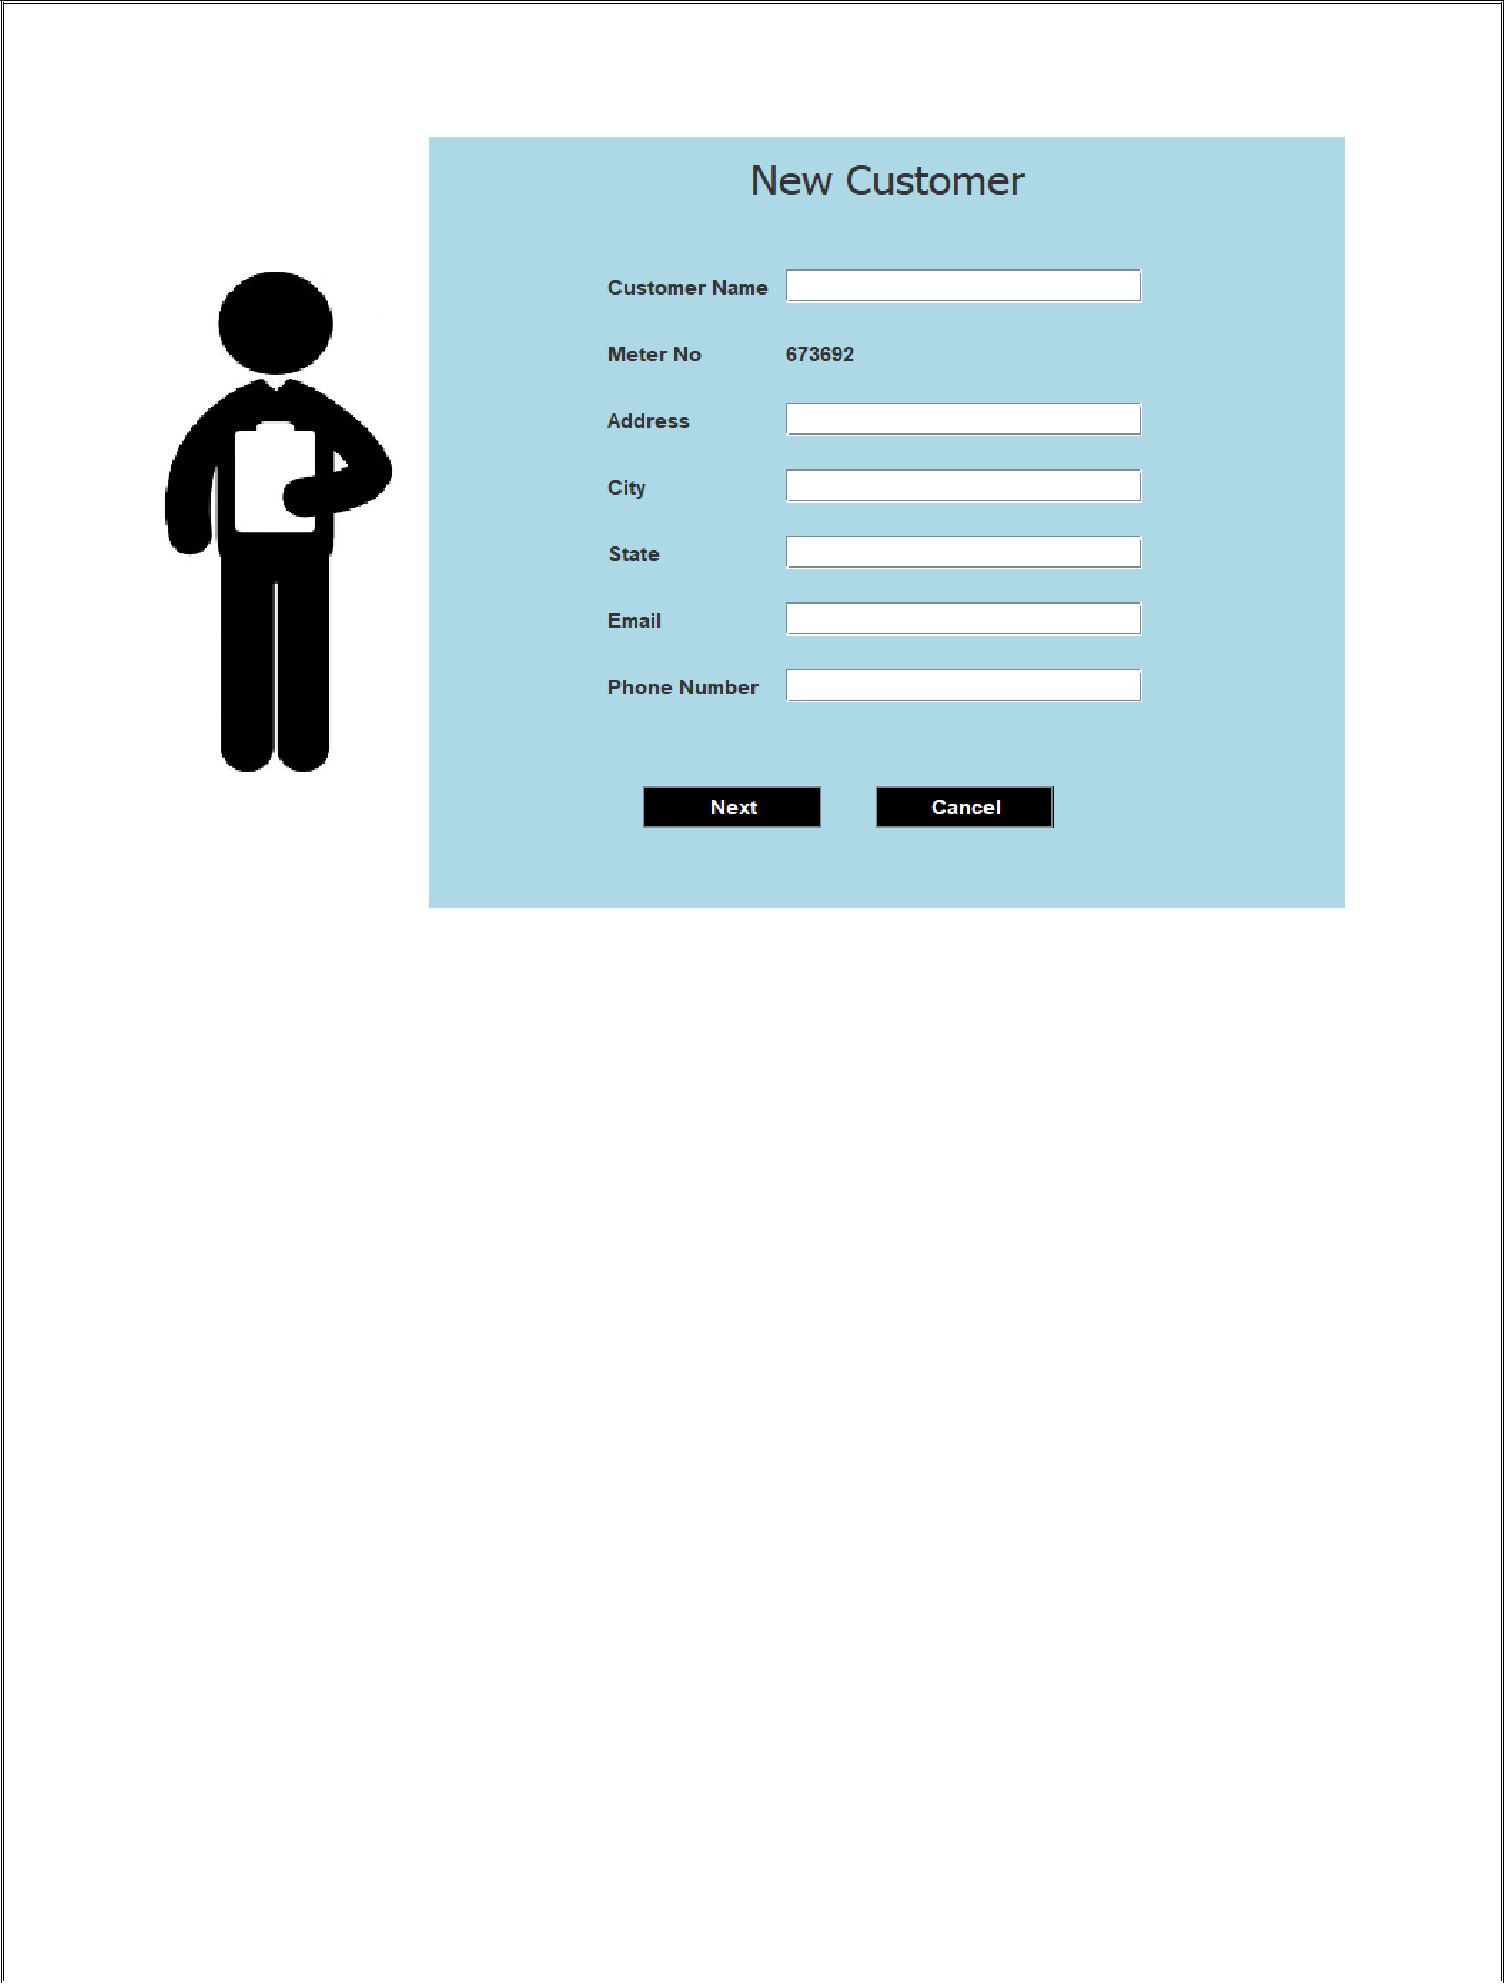 New Customer
Customer Name
Meter No 673692
Address
City
State
Email
Phone Number
Next Cancel